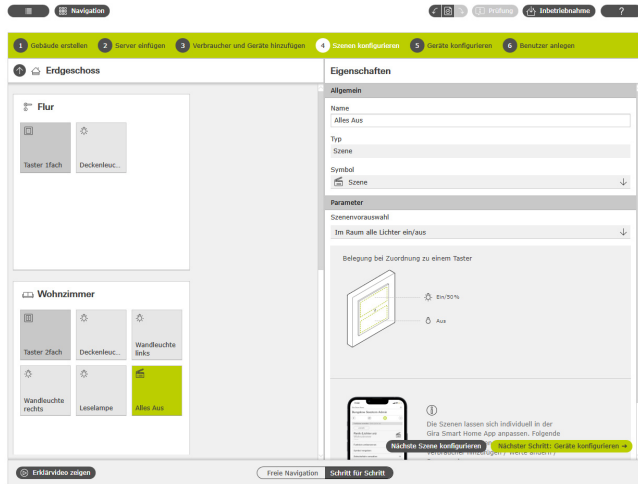 Navigation
Prüfung
Inbetriebnahme
?
1 Gebäude erstellen
2 Server einfügen
3 Verbraucher und Geräte hinzufügen
4 Szenen konfigurieren
5 Geräte konfigurieren
6 Benutzer anlegen
Erdgeschoss
Eigenschaften
Allgemein
Flur
Name
Alles Aus
Taster 1fach
Deckenleuc...
Typ
Szene
Symbol
Szene
Parameter
Szenenvorauswahl
Im Raum alle Lichter ein/aus
Belegung bei Zuordnung zu einem Taster
Ein/50%
Aus
Wohnzimmer
Taster 2fach
Deckenleuc...
Wandleuchte
links
Wandleuchte
rechts
Leselampe
Alles Aus
Die Szenen lassen sich individuell in der
Gira Smart Home App anpassen. Folgende
Nächste Szene konfigurieren
Nächster Schritt: Geräte konfigurieren
Erklärvideo zeigen
Freie Navigation
Schritt für Schritt